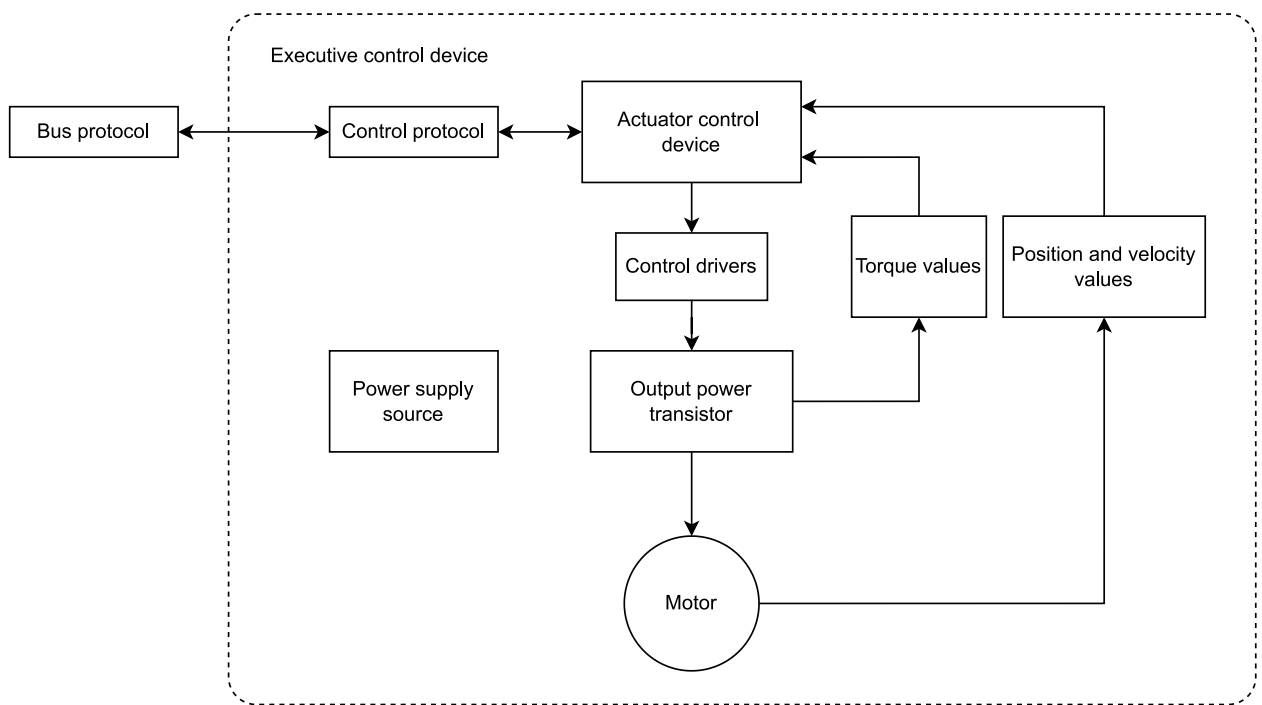 Executive control device
Bus protocol
Control protocol
Actuator control
device
Control drivers
Torque values
Position and velocity
values
Power supply
source
Output power
transistor
Motor